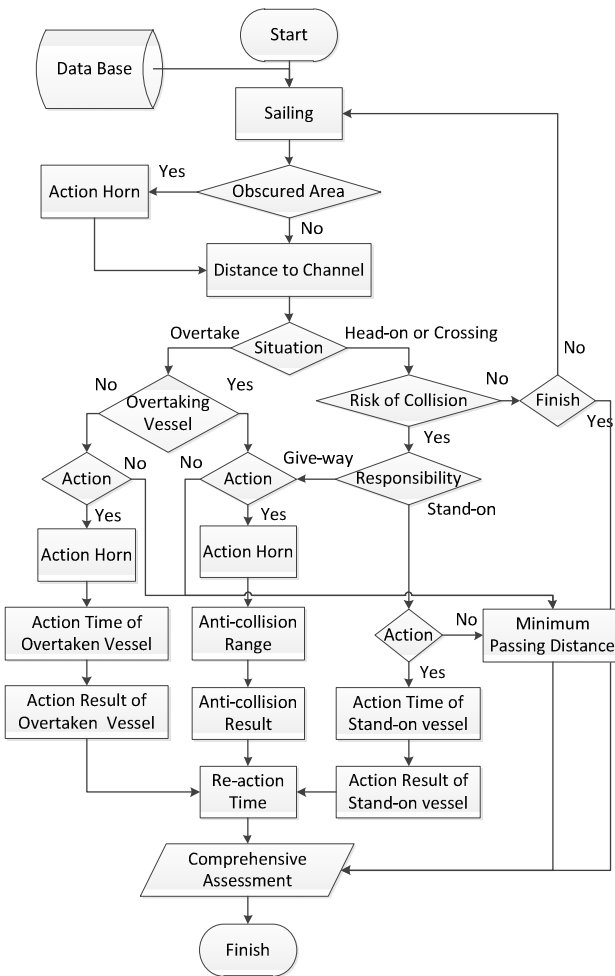 Start
Data Base
Sailing
Yes
Action Horn
Obscured Area
No
Distance to Channel
Overtake
Situation
Head-on or Crossing
No
No
Yes
Overtaking
Vessel
Risk of Collision
No
Finish
Yes
Yes
Action
No
No
Action
Give-way
Responsibility
Yes
Yes
Stand-on
Action Horn
Action Horn
Action Time of
Overtaken Vessel
Anti-collision
Range
Action
No
Minimum
Passing Distance
Yes
Action Result of
Overtaken Vessel
Anti-collision
Result
Action Time of
Stand-on vessel
Re-action
Time
Action Result of
Stand-on vessel
Comprehensive
Assessment
Finish